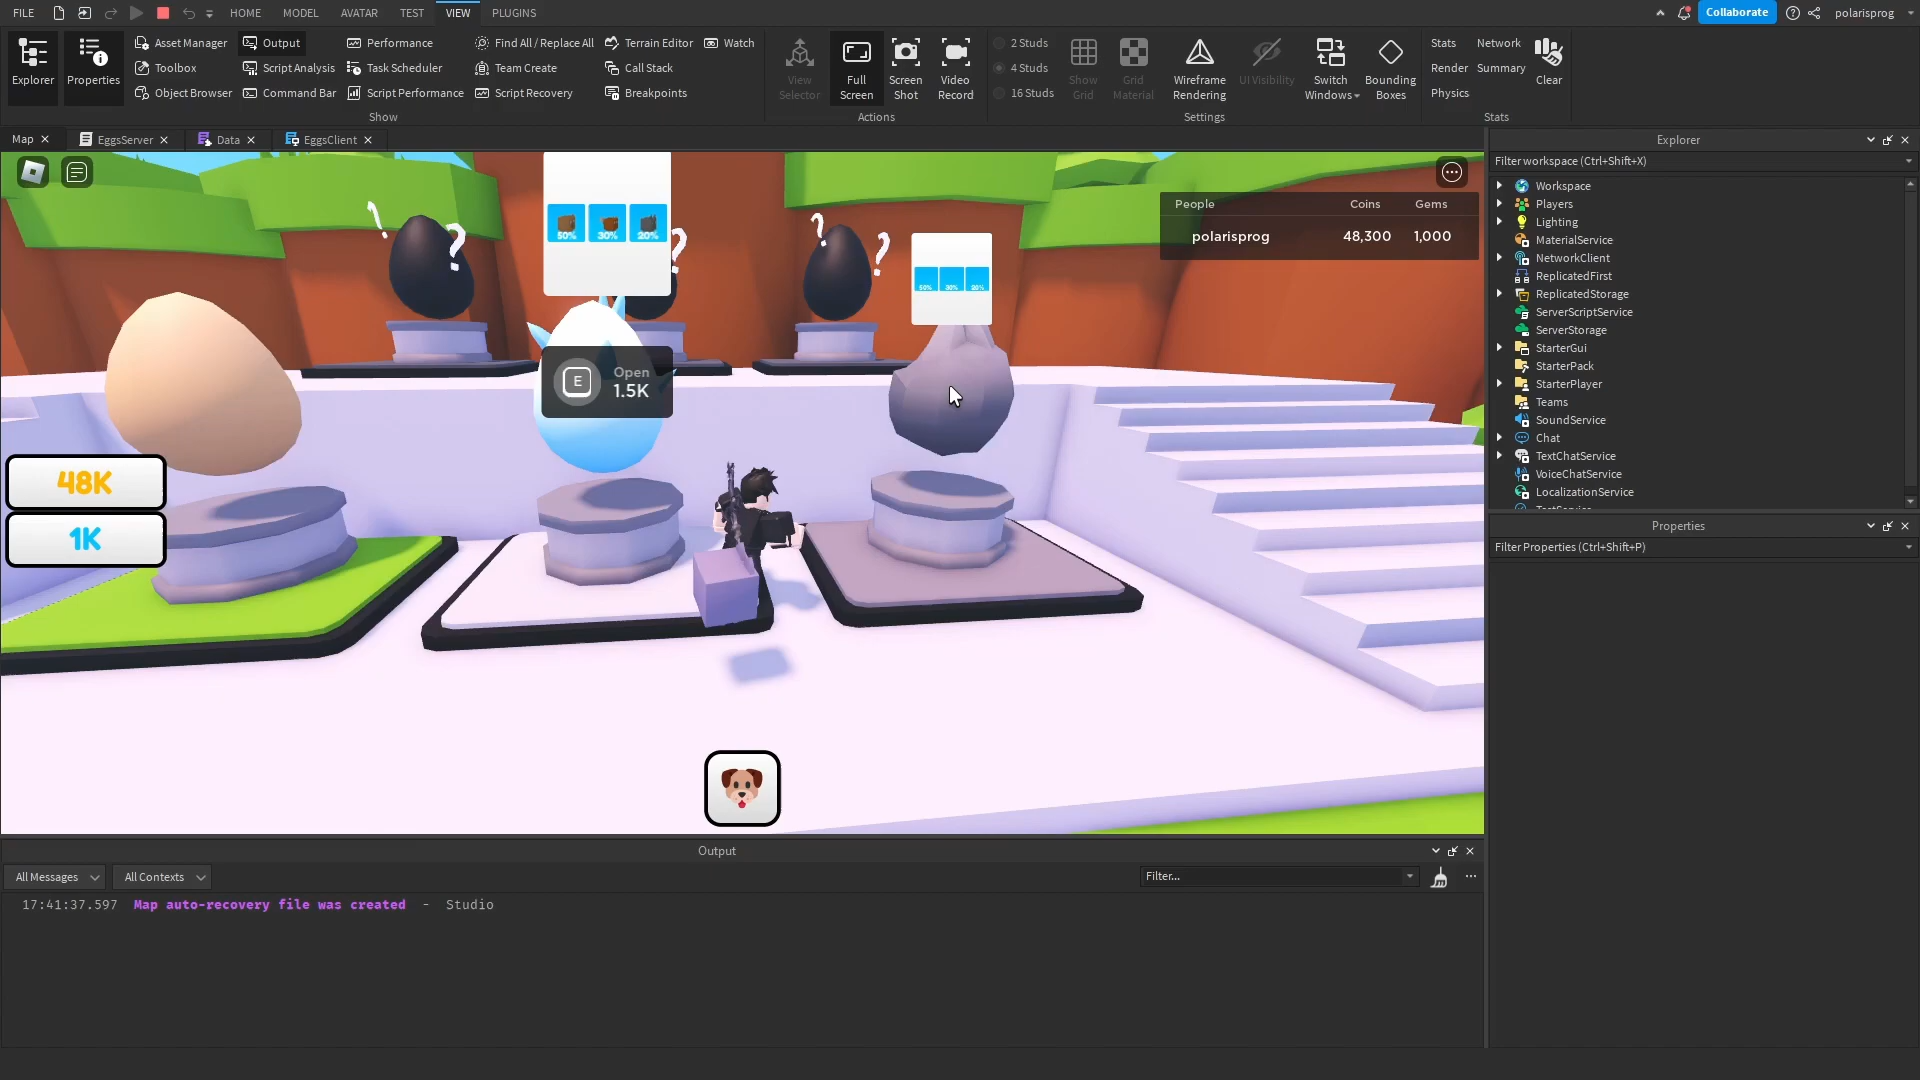 FILE HOME MODEL AVATAR TEST VIEW PLUGINS Collaborate polarisprog
Explorer
Properties
Asset Manager
Toolbox
Object Browser
Output
Script Analysis
Command Bar
Performance
Task Scheduler
Script Performance
Find All / Replace All
Team Create
Script Recovery
Terrain Editor
Call Stack
Breakpoints
Watch
Show
View
Selector
Full
Screen
Screen
Shot
Video
Record
Actions
2 Studs
4 Studs
16 Studs
Show
Grid
Grid
Material
Wireframe
Rendering
UI Visibility
Switch
Windows
Bounding
Boxes
Settings
Stats
Render
Physics
Network
Summary
Clear
Stats
Map EggsServer Data EggsClient
People Coins Gems
polarisprog 48,300 1,000
? ? ? ? ?
50% 30% 20%
50% 30% 20%
E
Open
1.5K
48K
1K
Explorer
Filter workspace (Ctrl+Shift+X)
Workspace
Players
Lighting
MaterialService
NetworkClient
ReplicatedFirst
ReplicatedStorage
ServerScriptService
ServerStorage
StarterGui
StarterPack
StarterPlayer
Teams
SoundService
Chat
TextChatService
VoiceChatService
LocalizationService
TestService
Properties
Filter Properties (Ctrl+Shift+P)
Output
All Messages All Contexts Filter...
17:41:37.597 Map auto-recovery file was created - Studio